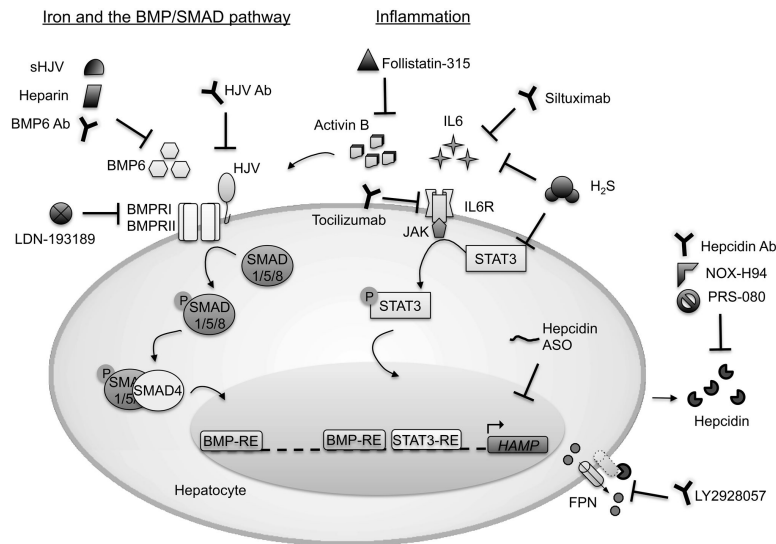 Iron and the BMP/SMAD pathway
Inflammation
sHJV
Heparin
BMP6 Ab
HJV Ab
BMP6
HJV
LDN-193189
BMPRI
BMPRII
Follistatin-315
Activin B
IL6
Siltuximab
H2S
Tocilizumab
IL6R
JAK
STAT3
SMAD
1/5/8
P
SMAD
1/5/8
P
STAT3
P
SMA
1/5/
SMAD4
Hepcidin
ASO
Hepcidin Ab
NOX-H94
PRS-080
Hepcidin
BMP-RE
BMP-RE
STAT3-RE
HAMP
Hepatocyte
FPN
LY2928057